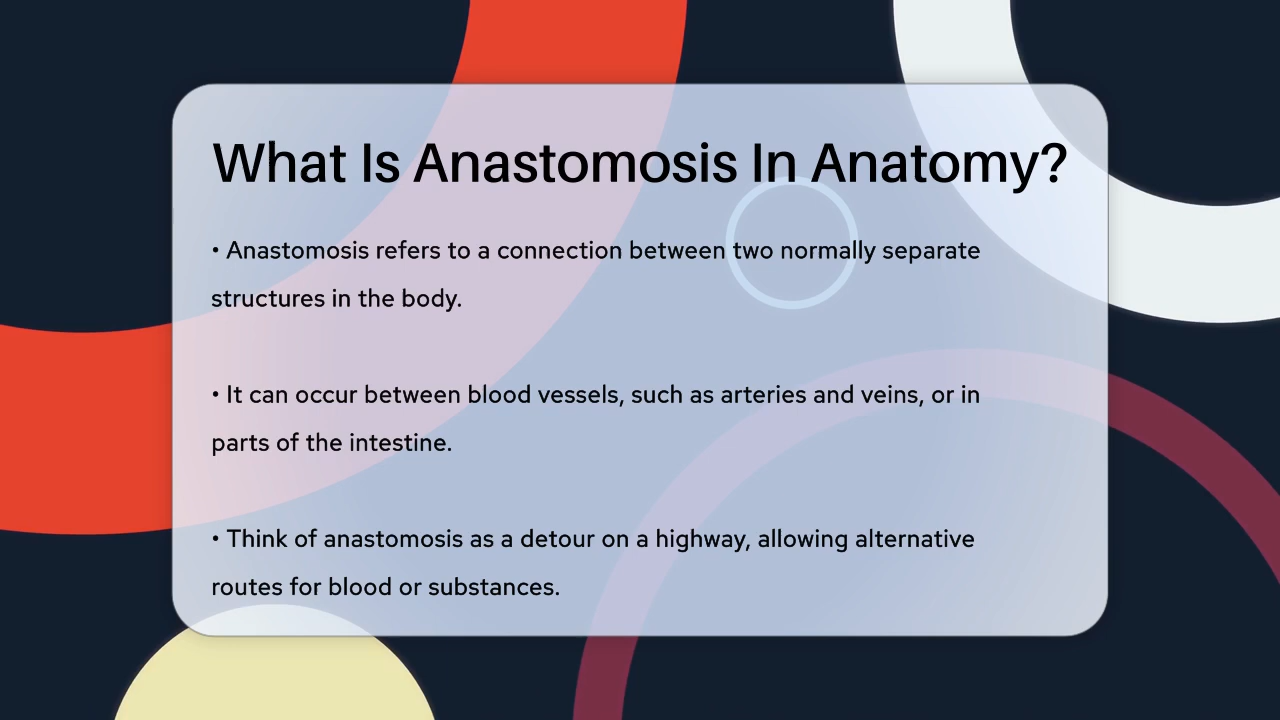 What Is Anastomosis In Anatomy?
• Anastomosis refers to a connection between two normally separate
structures in the body.
• It can occur between blood vessels, such as arteries and veins, or in
parts of the intestine.
• Think of anastomosis as a detour on a highway, allowing alternative
routes for blood or substances.